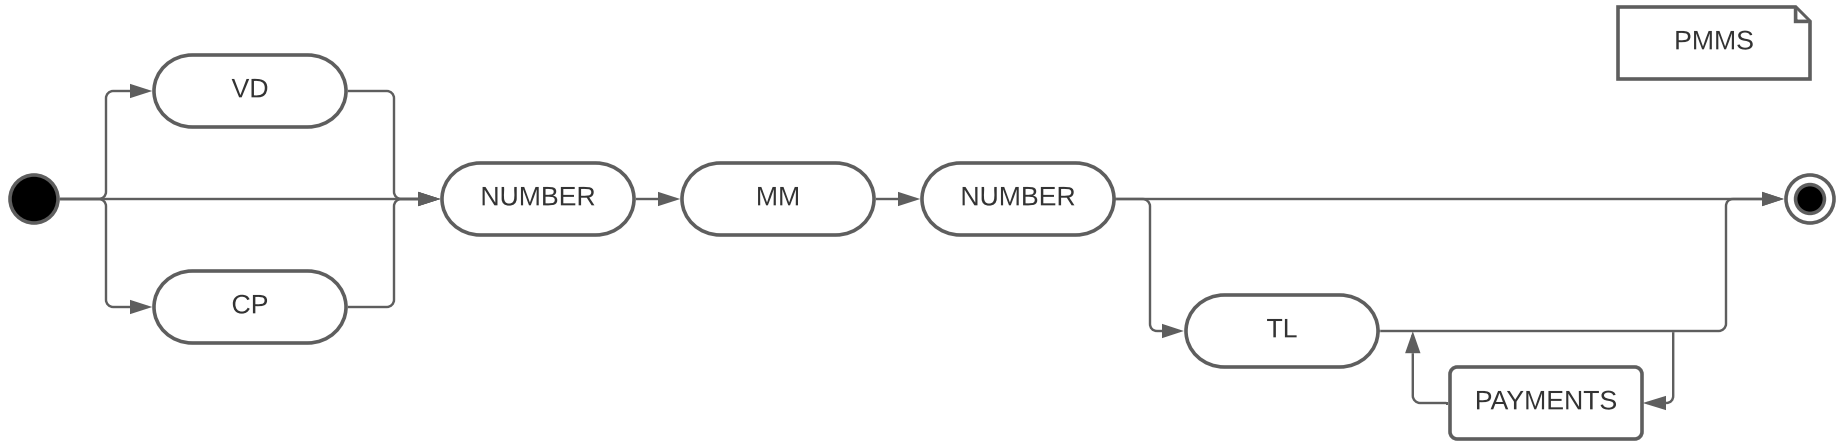 PMMS
VD
NUMBER
MM
NUMBER
CP
TL
PAYMENTS